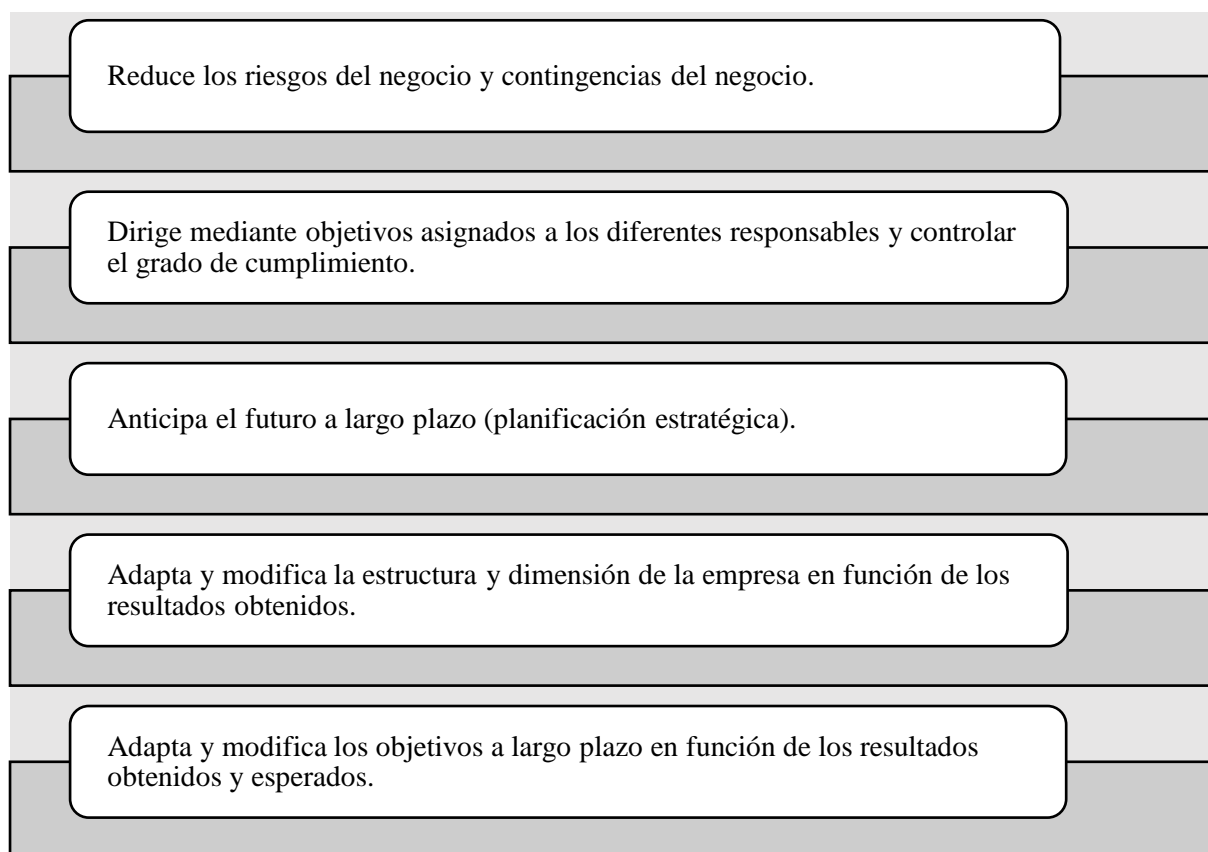 Reduce los riesgos del negocio y contingencias del negocio.
Dirige mediante objetivos asignados a los diferentes responsables y controlar
el grado de cumplimiento.
Anticipa el futuro a largo plazo (planificación estratégica).
Adapta y modifica la estructura y dimensión de la empresa en función de los
resultados obtenidos.
Adapta y modifica los objetivos a largo plazo en función de los resultados
obtenidos y esperados.